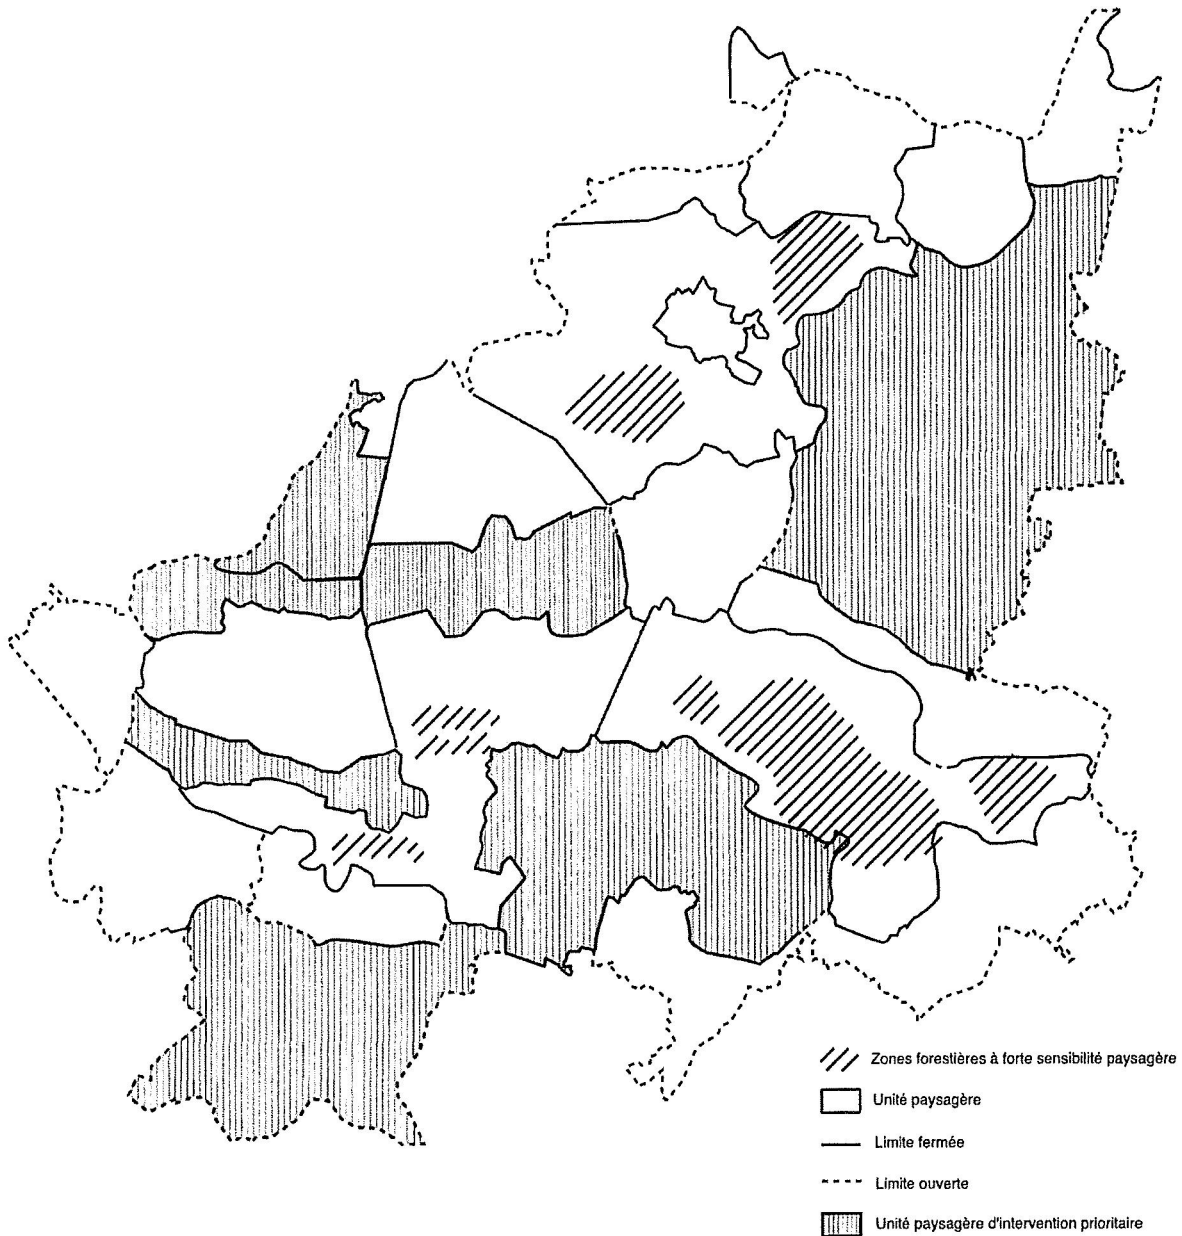 Zones forestières à forte sensibilité paysagère
Unité paysagère
Limite fermée
Limite ouverte
Unité paysagère d'intervention prioritaire